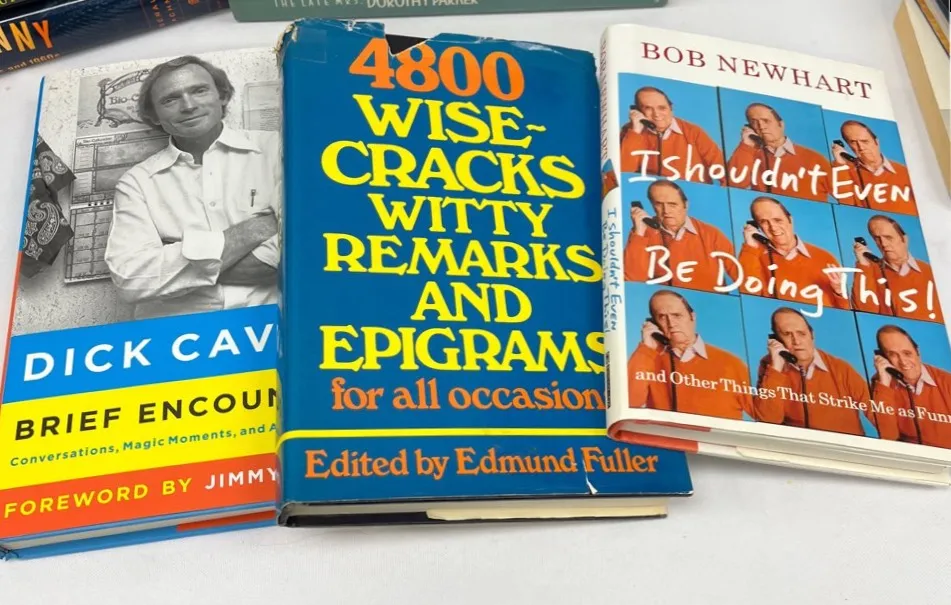 THE LATE MRS. DOROTHY PARKER
NNY
and 1960s
DICK CAV
BRIEF ENCOUN
Conversations, Magic Moments, and A
FOREWORD BY JIMMY
4800
WISE-
CRACKS
WITTY
REMARKS
AND
EPIGRAMS
for all occasion
Edited by Edmund Fuller
I Shouldn't Even
BOB NEWHART
I Shouldn't EVEN
BE DOING THIS!
and Other Things That Strike Me as Funn